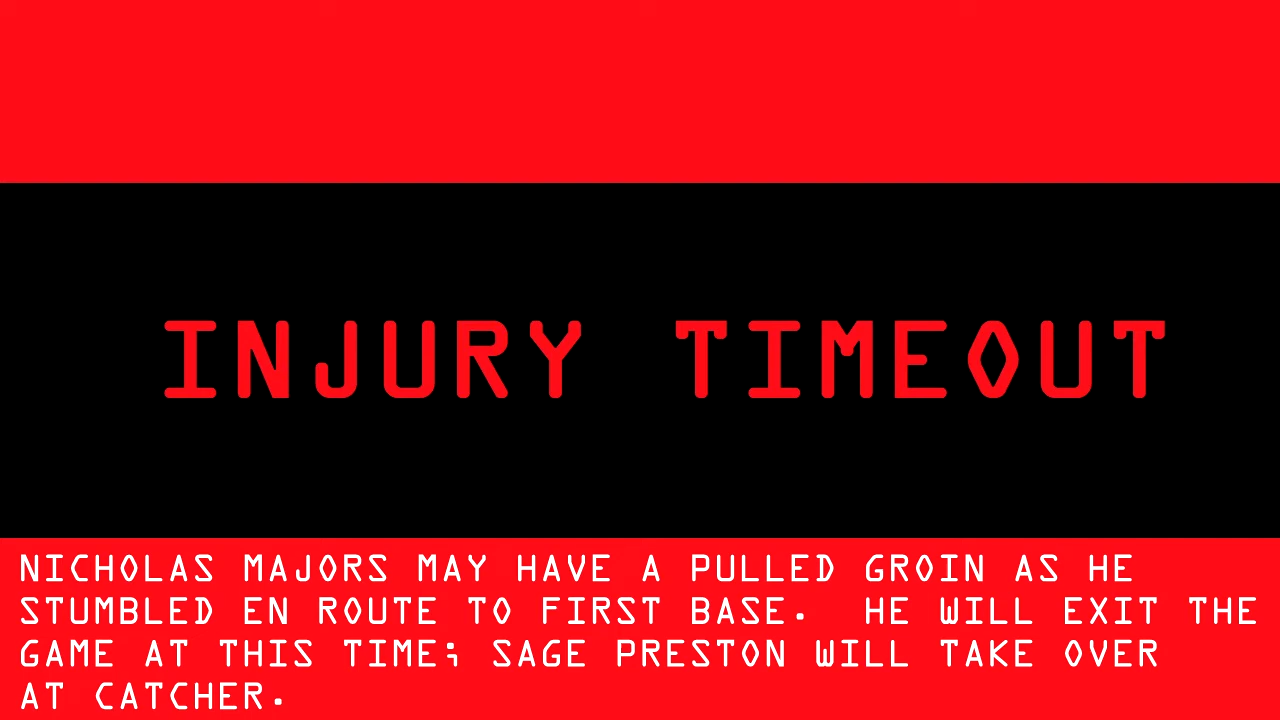 INJURY TIMEOUT
NICHOLAS MAJORS MAY HAVE A PULLED GROIN AS HE
STUMBLED EN ROUTE TO FIRST BASE.  HE WILL EXIT THE
GAME AT THIS TIME; SAGE PRESTON WILL TAKE OVER
AT CATCHER.